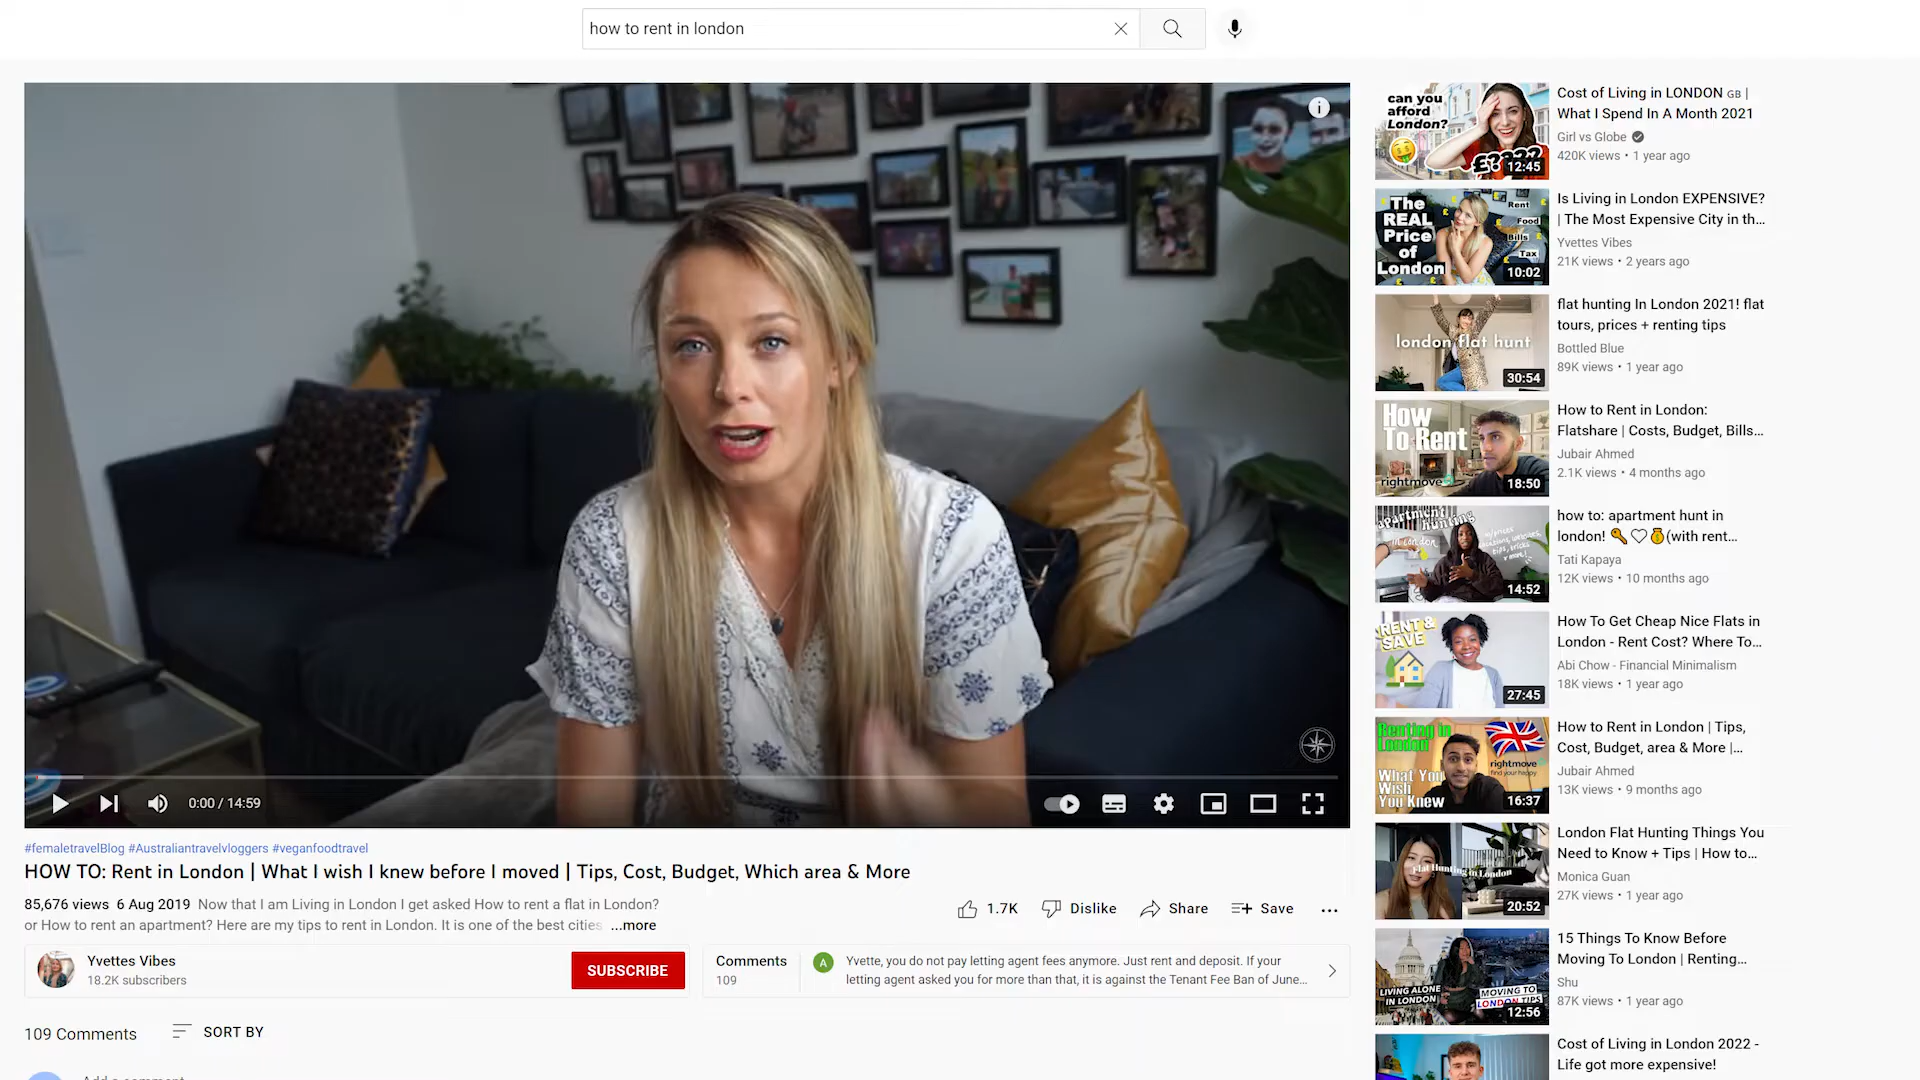 how to rent in london
0:00 / 14:59
#femaletravelBlog #Australiantravelvloggers #veganfoodtravel
HOW TO: Rent in London | What I wish I knew before I moved | Tips, Cost, Budget, Which area & More
85,676 views 6 Aug 2019 Now that I am Living in London I get asked How to rent a flat in London?
or How to rent an apartment? Here are my tips to rent in London. It is one of the best cities ...more
1.7K Dislike Share Save
Yvettes Vibes
18.2K subscribers
SUBSCRIBE
Comments
109
A
Yvette, you do not pay letting agent fees anymore. Just rent and deposit. If your
letting agent asked you for more than that, it is against the Tenant Fee Ban of June...
109 Comments SORT BY
Add a comment
can you
afford
London?
£???
12:45
Cost of Living in LONDON GB |
What I Spend In A Month 2021
Girl vs Globe
420K views • 1 year ago
The
REAL
Price
of
London
Rent
Food
Bills
Tax
10:02
Is Living in London EXPENSIVE?
| The Most Expensive City in th...
Yvettes Vibes
21K views • 2 years ago
london flat hunt
30:54
flat hunting In London 2021! flat
tours, prices + renting tips
Bottled Blue
89K views • 1 year ago
How
To Rent
rightmove
18:50
How to Rent in London:
Flatshare | Costs, Budget, Bills...
Jubair Ahmed
2.1K views • 4 months ago
apartment hunting
in london
14:52
how to: apartment hunt in
london! 🔑🤍💰(with rent...
Tati Kapaya
12K views • 10 months ago
RENT &
SAVE
27:45
How To Get Cheap Nice Flats in
London - Rent Cost? Where To...
Abi Chow - Financial Minimalism
18K views • 1 year ago
Renting in
London
What You
Wish
You Knew
rightmove
find your happy
16:37
How to Rent in London | Tips,
Cost, Budget, area & More |...
Jubair Ahmed
13K views • 9 months ago
Flat Hunting in London
20:52
London Flat Hunting Things You
Need to Know + Tips | How to...
Monica Guan
27K views • 1 year ago
LIVING ALONE
IN LONDON
MOVING TO
LONDON TIPS
12:56
15 Things To Know Before
Moving To London | Renting...
Shu
87K views • 1 year ago
Cost of Living in London 2022 -
Life got more expensive!